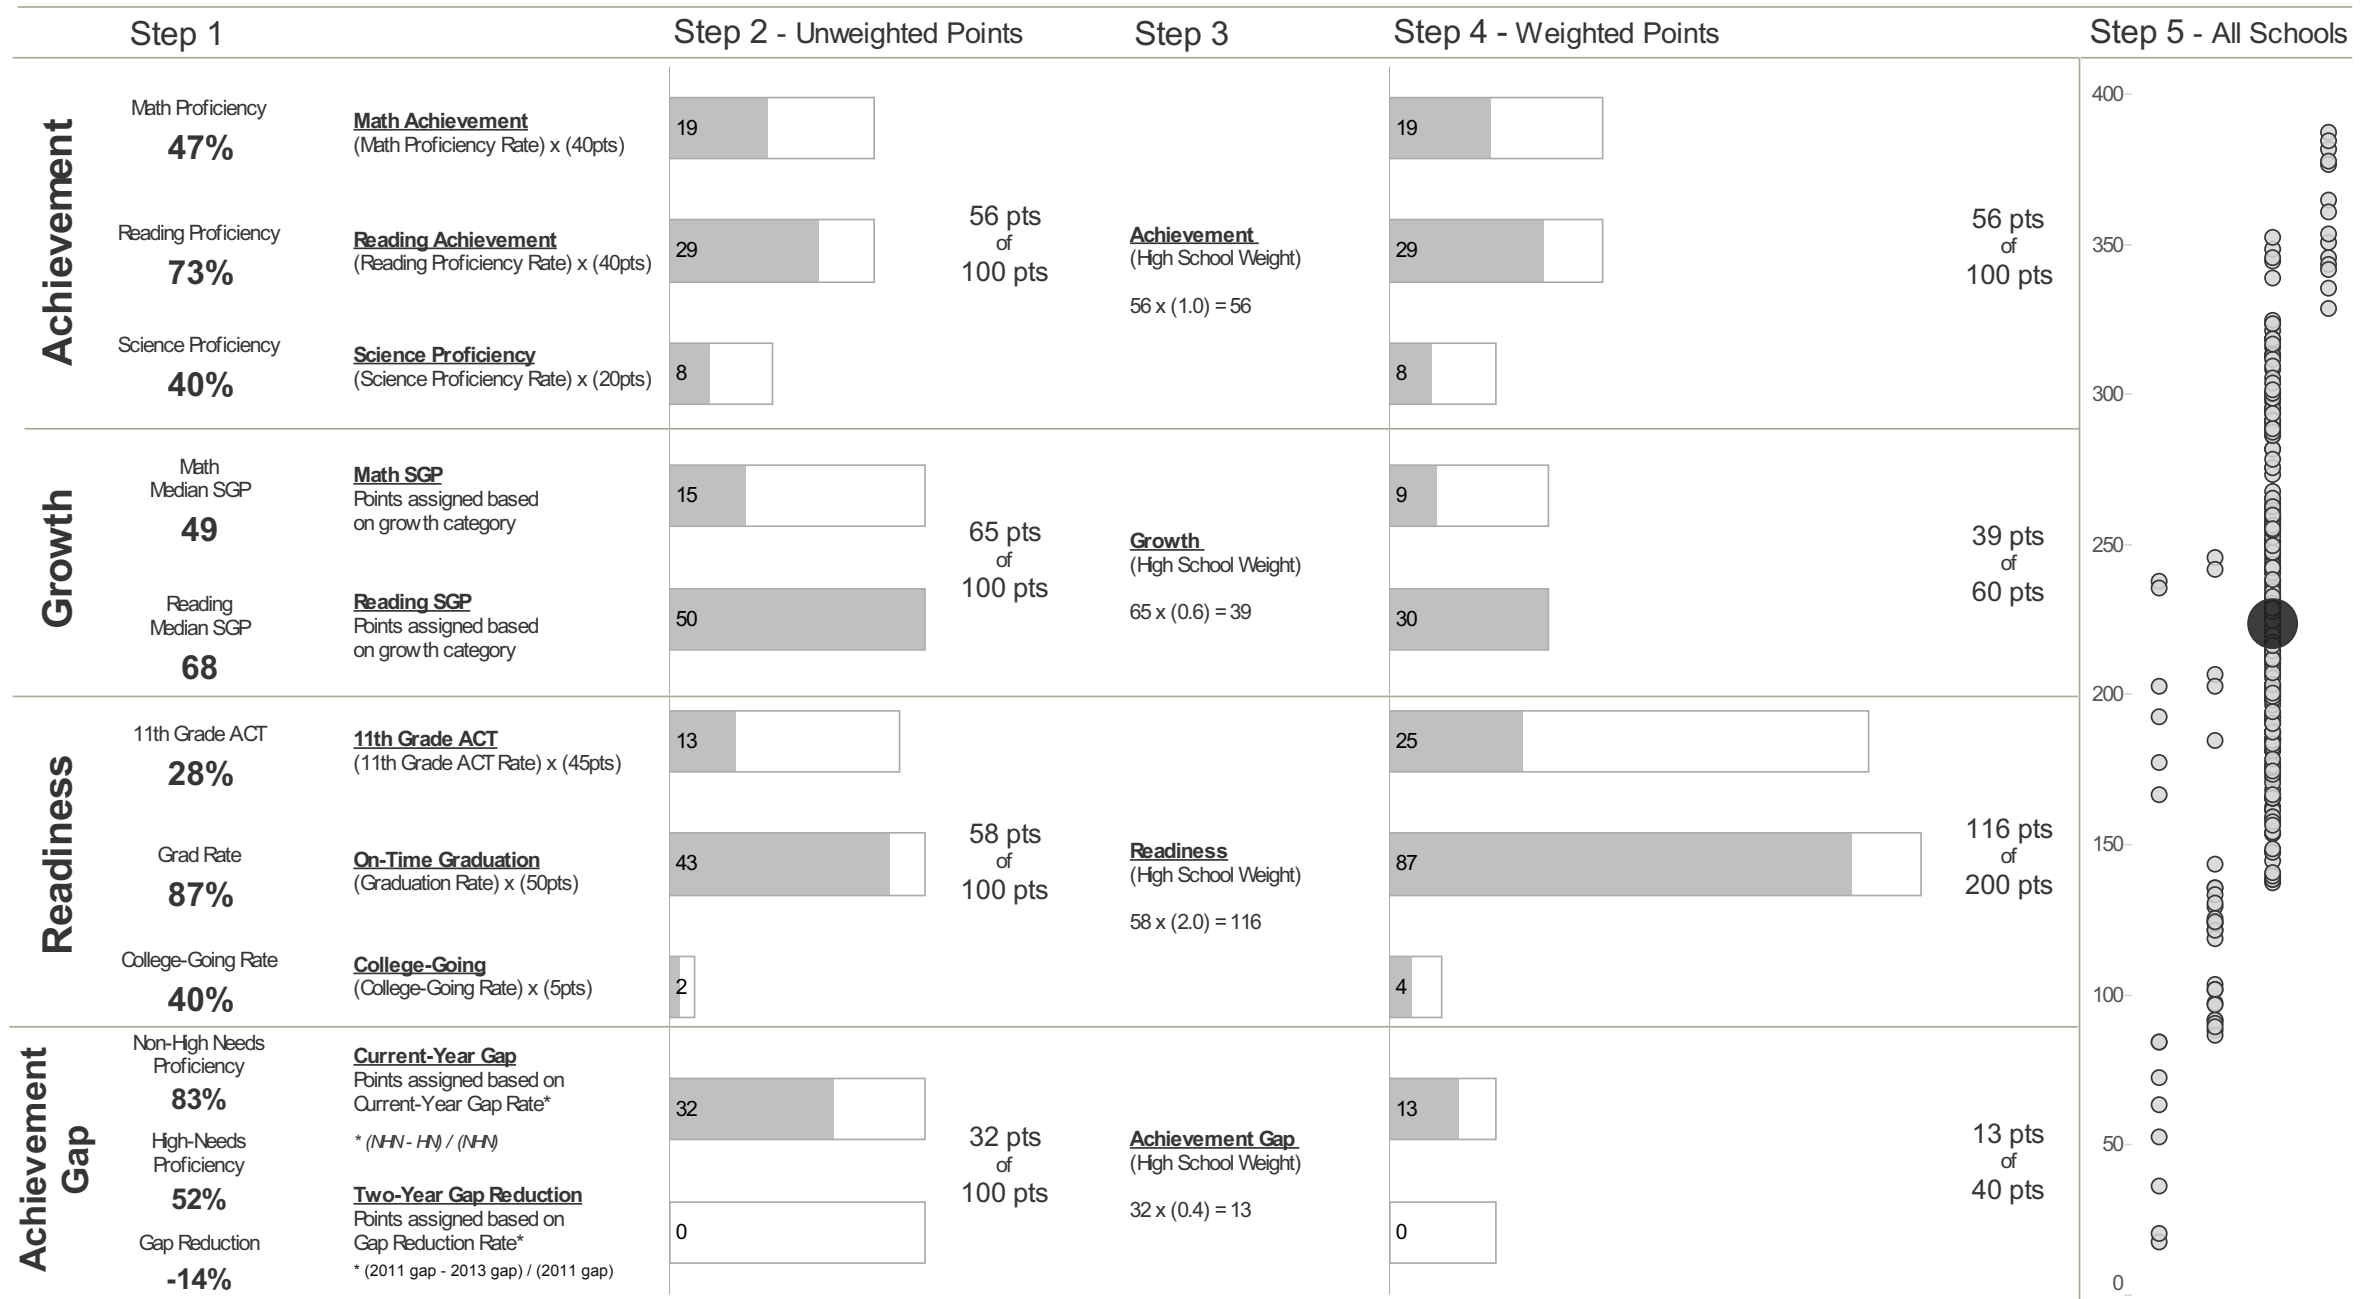 Step 1
Step 2 - Unweighted Points
Step 3
Step 4 - Weighted Points
Step 5 - All Schools
Achievement
Math Proficiency
47%
Math Achievement
(Math Proficiency Rate) x (40pts)
19
19
Reading Proficiency
73%
Reading Achievement
(Reading Proficiency Rate) x (40pts)
29
56 pts
of
100 pts
Achievement
(High School Weight)
56 x (1.0) = 56
29
56 pts
of
100 pts
Science Proficiency
40%
Science Proficiency
(Science Proficiency Rate) x (20pts)
8
8
Growth
Math
Median SGP
49
Math SGP
Points assigned based
on growth category
15
65 pts
of
100 pts
Growth
(High School Weight)
65 x (0.6) = 39
9
39 pts
of
60 pts
Reading
Median SGP
68
Reading SGP
Points assigned based
on growth category
50
30
Readiness
11th Grade ACT
28%
11th Grade ACT
(11th Grade ACT Rate) x (45pts)
13
25
Grad Rate
87%
On-Time Graduation
(Graduation Rate) x (50pts)
43
58 pts
of
100 pts
Readiness
(High School Weight)
58 x (2.0) = 116
87
116 pts
of
200 pts
College-Going Rate
40%
College-Going
(College-Going Rate) x (5pts)
2
4
Achievement
Gap
Non-High Needs
Proficiency
83%
High-Needs
Proficiency
52%
Gap Reduction
-14%
Current-Year Gap
Points assigned based on
Current-Year Gap Rate*
* (NHN - HN) / (NHN)
Two-Year Gap Reduction
Points assigned based on
Gap Reduction Rate*
* (2011 gap - 2013 gap) / (2011 gap)
32
0
32 pts
of
100 pts
Achievement Gap
(High School Weight)
32 x (0.4) = 13
13
0
13 pts
of
40 pts
400
350
300
250
200
150
100
50
0